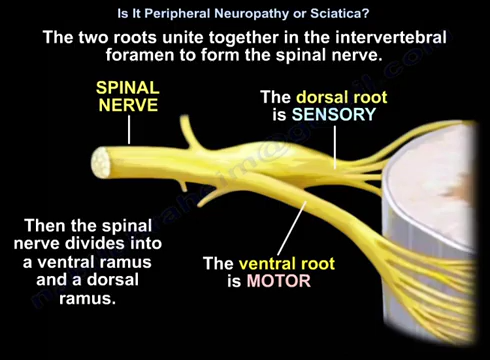 Is It Peripheral Neuropathy or Sciatica?
The two roots unite together in the intervertebral
foramen to form the spinal nerve.
SPINAL
NERVE
The dorsal root
is SENSORY
Then the spinal
nerve divides into
a ventral ramus
and a dorsal
ramus.
The ventral root
is MOTOR